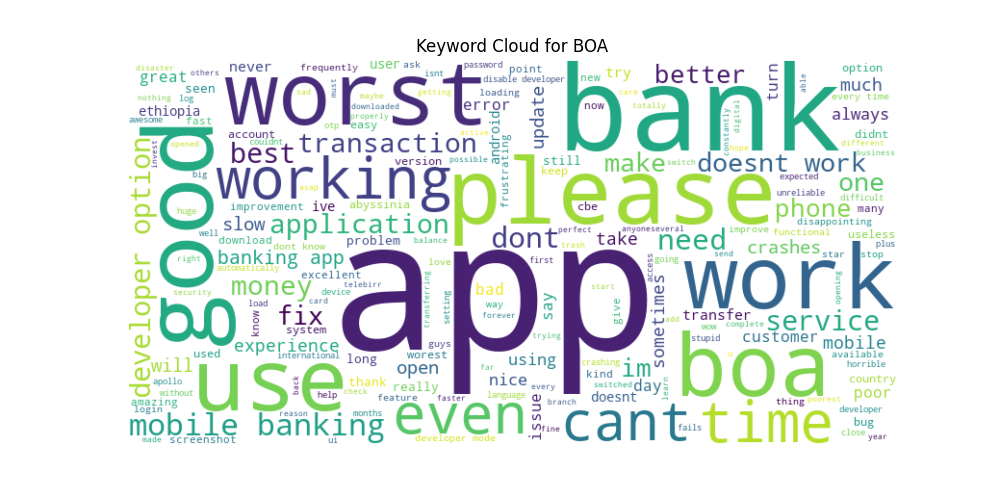 Keyword Cloud for BOA
disaster others never frequently user ask password point try better turn able option
great seen sad must isnt disable developer new care much
nothing log worst maybe getting loading bank now totally every time
ethiopia downloaded error update always
awesome fast account properly otp easy active android constantly digital didnt
opened couldnt transaction hope different business
invest best version possible frustrating still make switch doesnt work
good big working keep please expected unreliable one
developer option asap abyssinia difficult
huge improvement ive cbe phone many
slow application perfect anyoneseveral disappointing
well download dont know problem balance dont trash take need improve functional useless
right banking app love first access going crashes star plus stop
automatically excellent telebirr app send
security money device transferring setting bad start work opening
load card way give sometimes add wow complete
know fix system forever say transfer service
experience guys trying stupid customer mobile
will used international long worest using crashing im boa u available horrible
apollo use open far kind day country
without back thank nice every switched doesnt learn poorest poor
amazing help check really feature faster language thing
login reason months even issue branch cant time developer bug
mobile banking fine fails close
made screenshot ui developer mode year